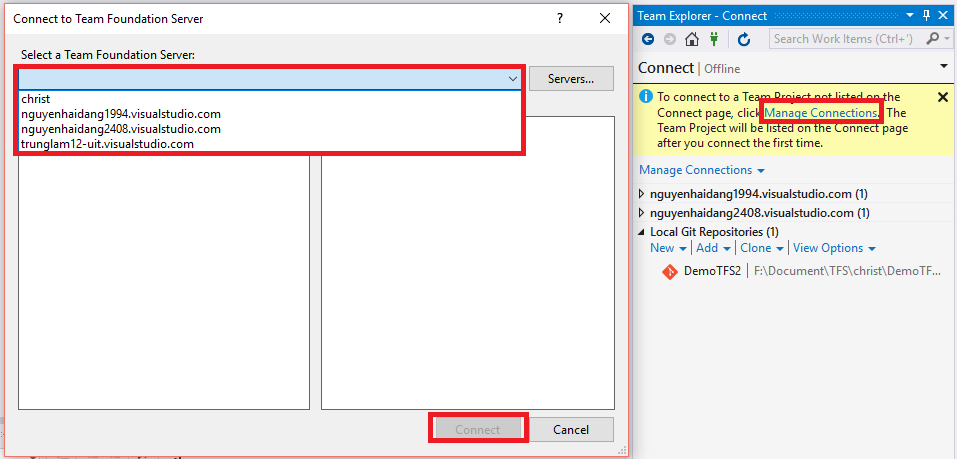 Connect to Team Foundation Server
?
Select a Team Foundation Server:
Servers...
christ
nguyenhaidang1994.visualstudio.com
nguyenhaidang2408.visualstudio.com
trunglam12-uit.visualstudio.com
Connect
Cancel
Team Explorer - Connect
Search Work Items (Ctrl+')
Connect | Offline
To connect to a Team Project not listed on the
Connect page, click Manage Connections. The
Team Project will be listed on the Connect page
after you connect the first time.
Manage Connections
nguyenhaidang1994.visualstudio.com (1)
nguyenhaidang2408.visualstudio.com (1)
Local Git Repositories (1)
New | Add | Clone | View Options
DemoTFS2 | F:\Document\TFS\christ\DemoTF...